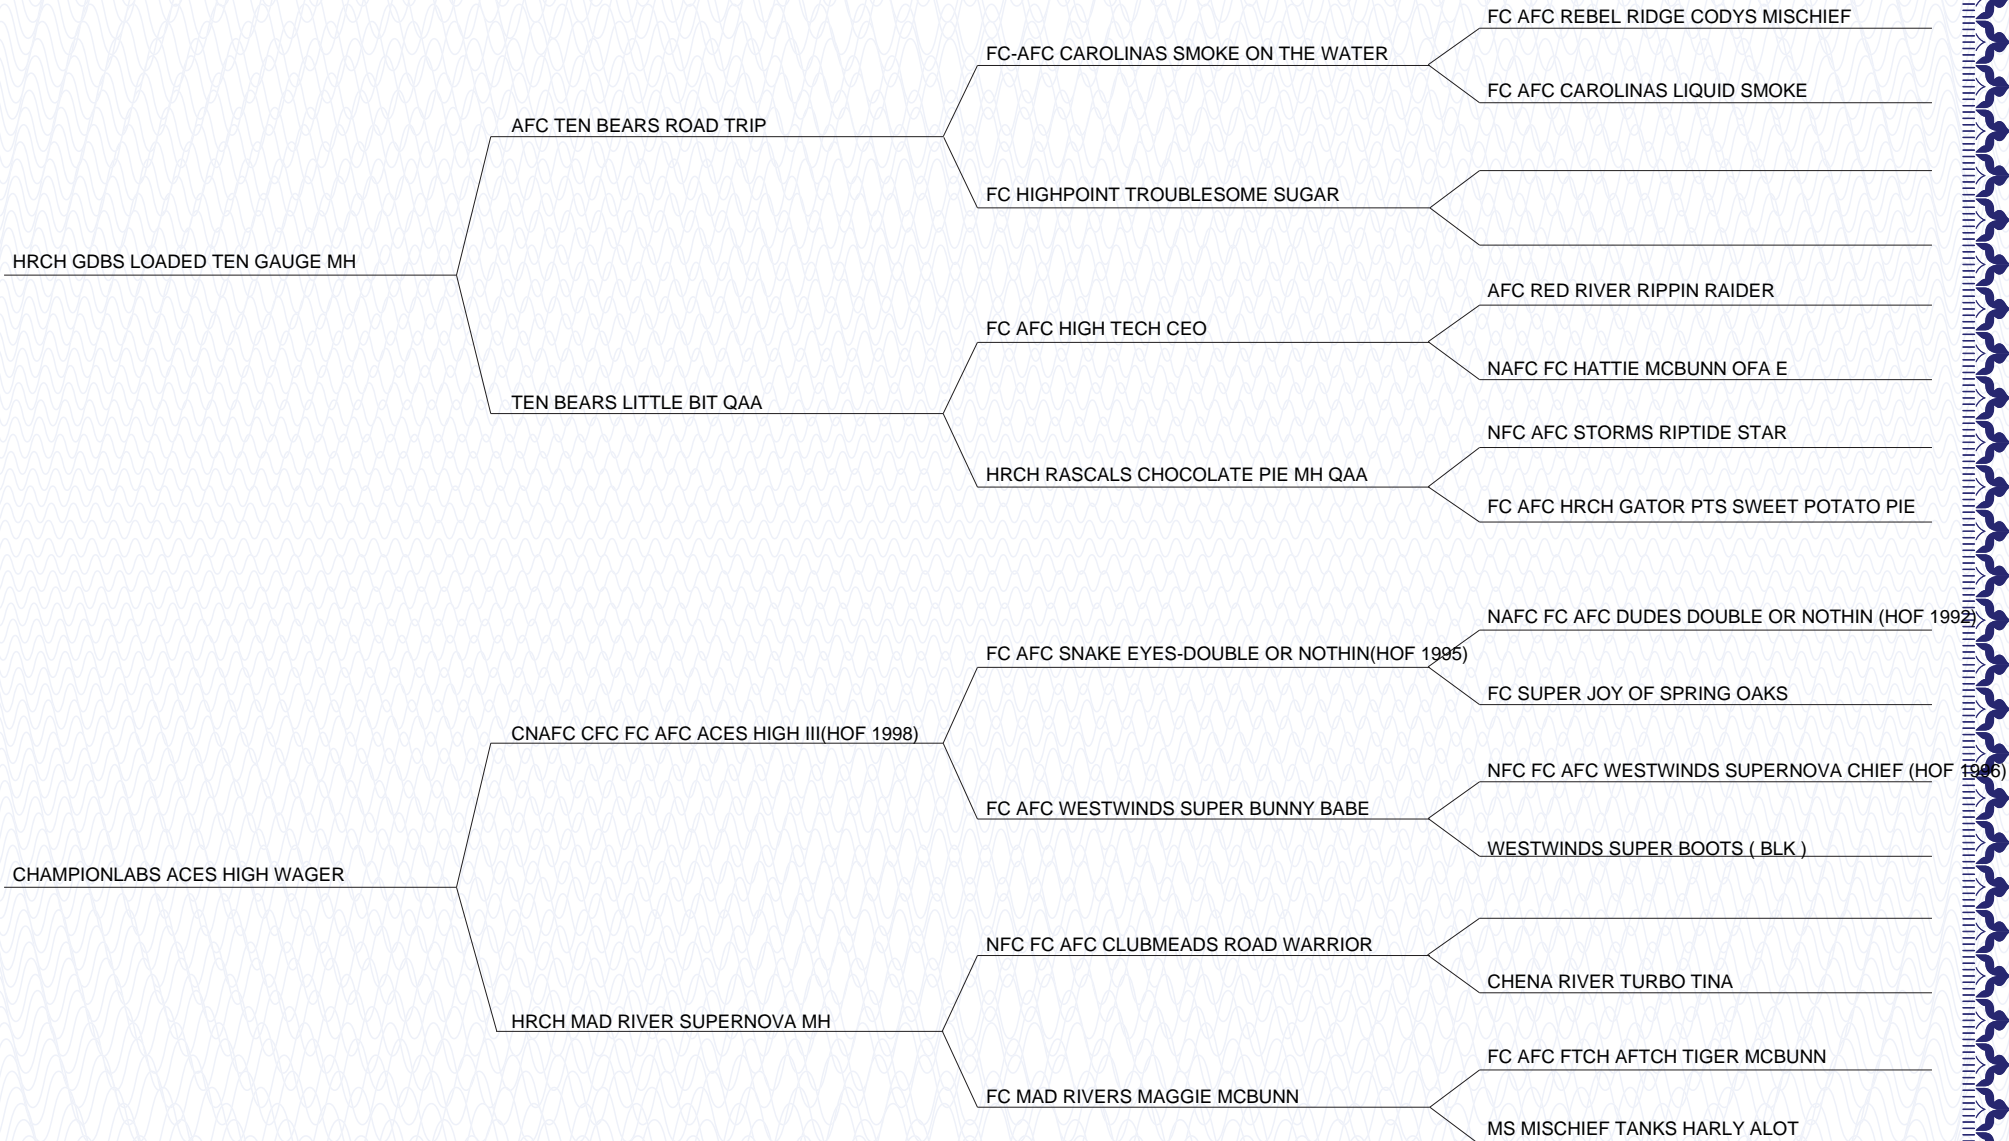 FC AFC REBEL RIDGE CODYS MISCHIEF
FC-AFC CAROLINAS SMOKE ON THE WATER
FC AFC CAROLINAS LIQUID SMOKE
AFC TEN BEARS ROAD TRIP
FC HIGHPOINT TROUBLESOME SUGAR
HRCH GDBS LOADED TEN GAUGE MH
AFC RED RIVER RIPPIN RAIDER
FC AFC HIGH TECH CEO
NAFC FC HATTIE MCBUNN OFA E
TEN BEARS LITTLE BIT QAA
NFC AFC STORMS RIPTIDE STAR
HRCH RASCALS CHOCOLATE PIE MH QAA
FC AFC HRCH GATOR PTS SWEET POTATO PIE
NAFC FC AFC DUDES DOUBLE OR NOTHIN (HOF 1992)
FC AFC SNAKE EYES-DOUBLE OR NOTHIN(HOF 1995)
FC SUPER JOY OF SPRING OAKS
CNAFC CFC FC AFC ACES HIGH III(HOF 1998)
NFC FC AFC WESTWINDS SUPERNOVA CHIEF (HOF 1996)
FC AFC WESTWINDS SUPER BUNNY BABE
WESTWINDS SUPER BOOTS ( BLK )
CHAMPIONLABS ACES HIGH WAGER
NFC FC AFC CLUBMEADS ROAD WARRIOR
CHENA RIVER TURBO TINA
HRCH MAD RIVER SUPERNOVA MH
FC AFC FTCH AFTCH TIGER MCBUNN
FC MAD RIVERS MAGGIE MCBUNN
MS MISCHIEF TANKS HARLY ALOT